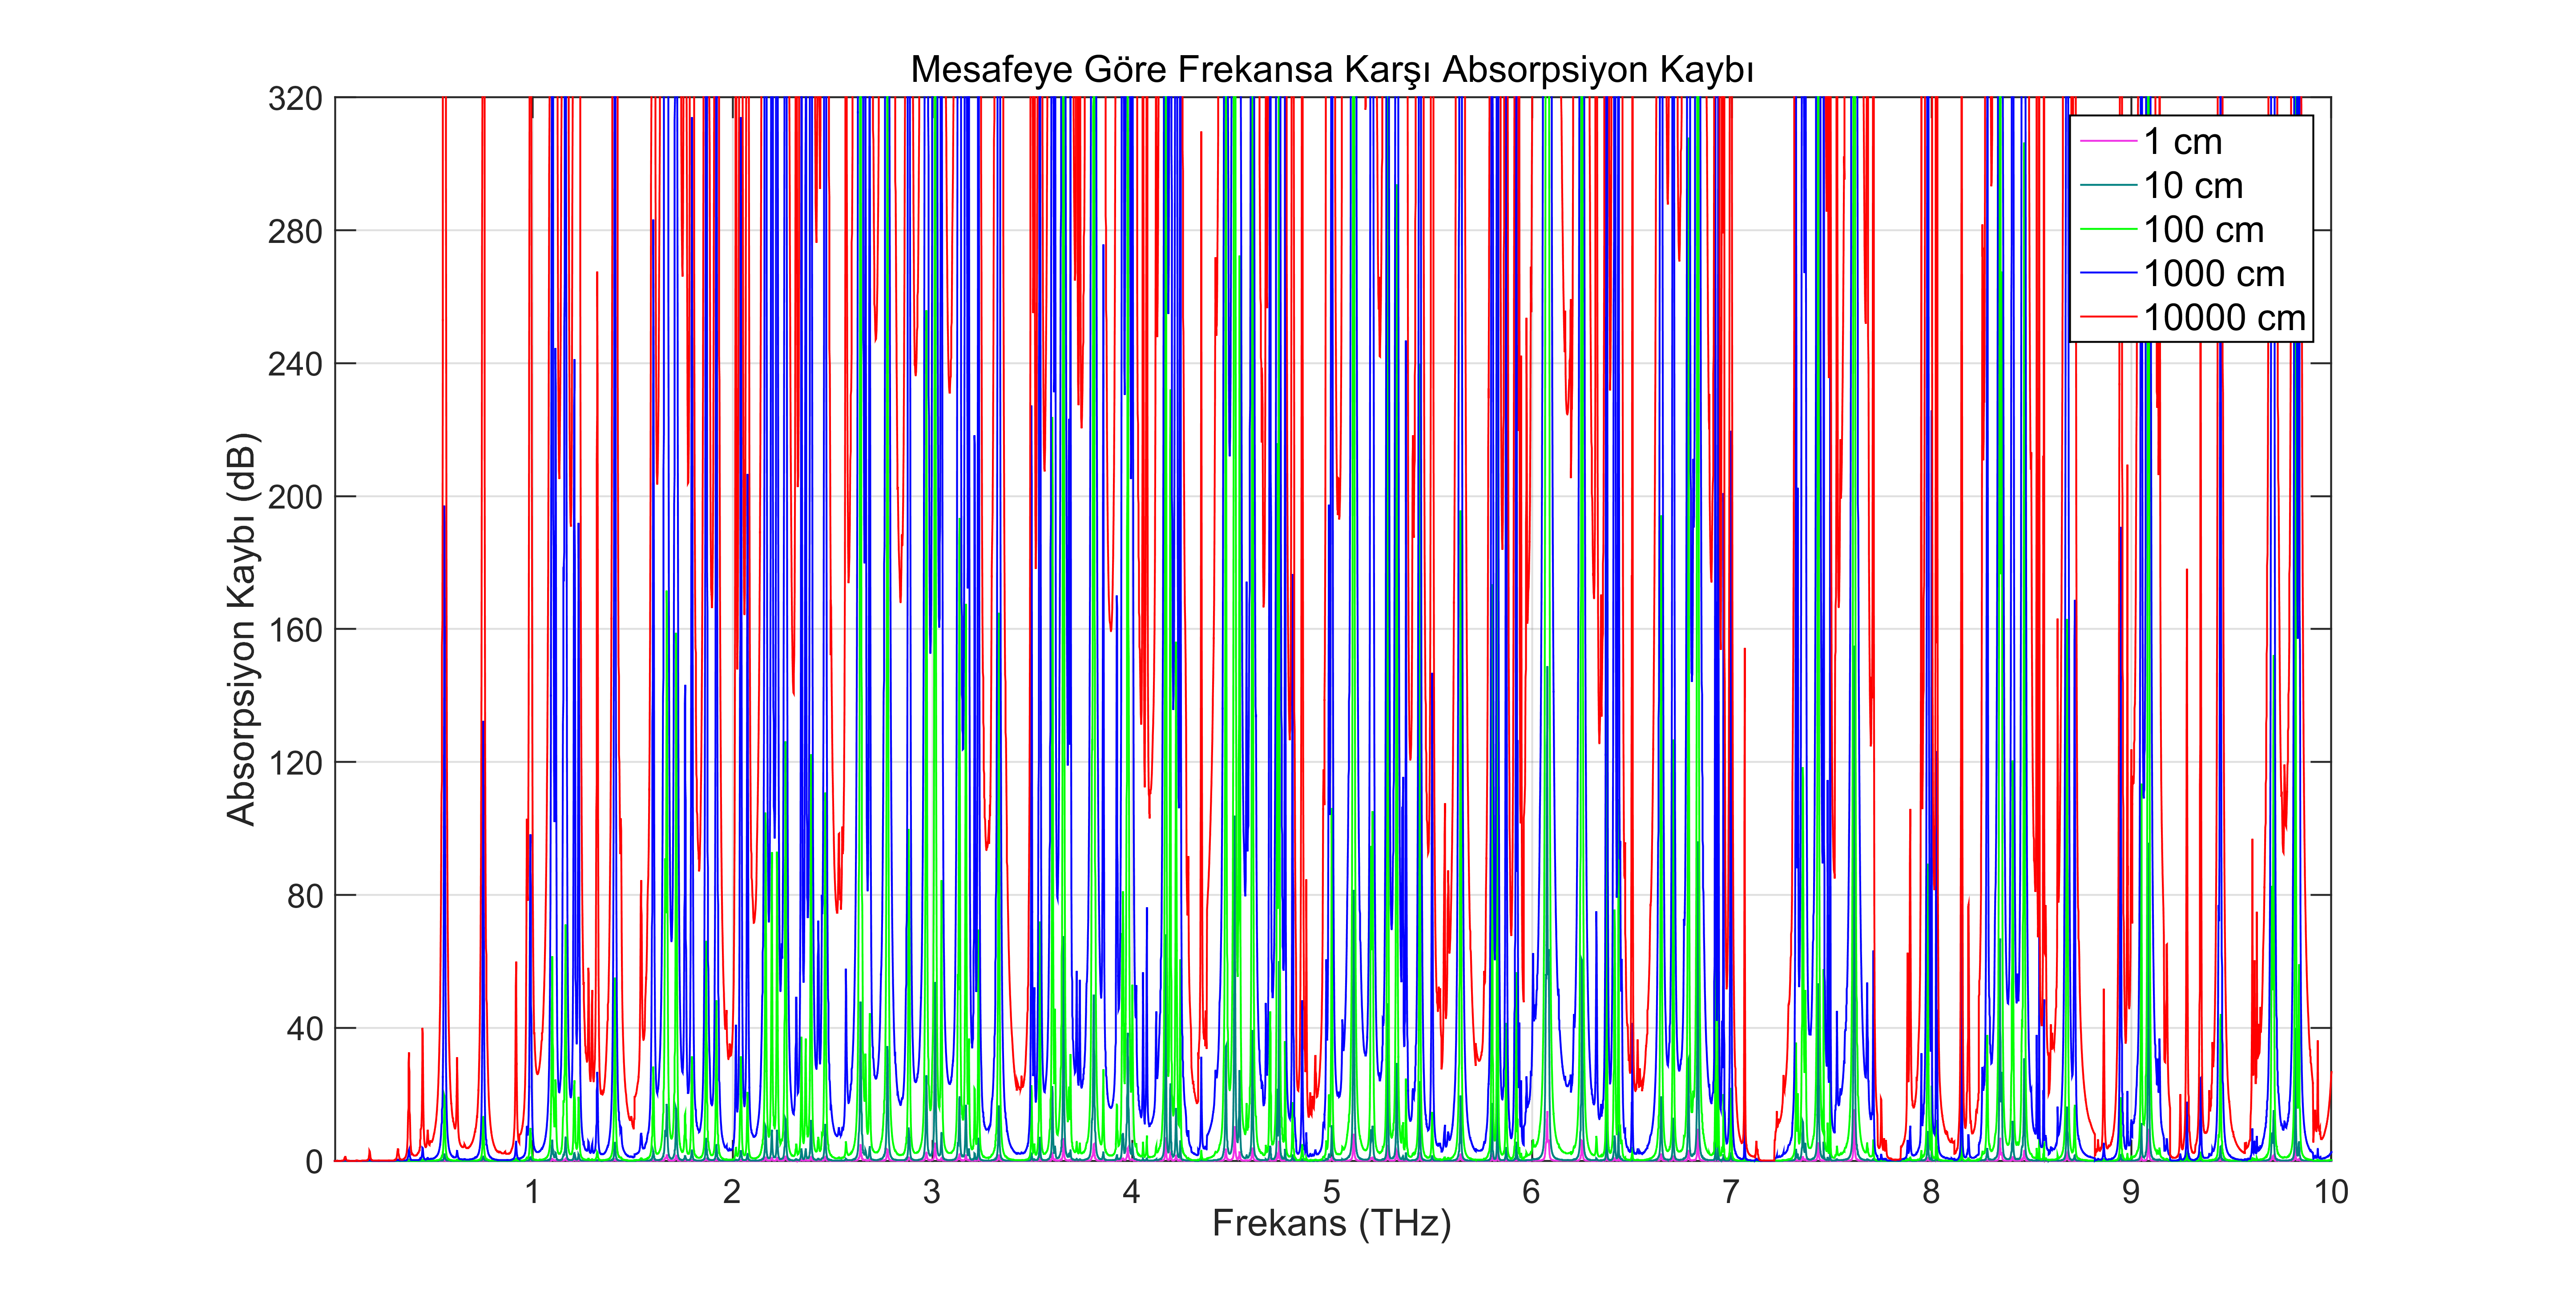 Mesafeye Göre Frekansa Karşı Absorpsiyon Kaybı
320
280
240
200
160
120
80
40
0
Absorpsiyon Kaybı (dB)
1 cm
10 cm
100 cm
1000 cm
10000 cm
1 2 3 4 5 6 7 8 9 10
Frekans (THz)